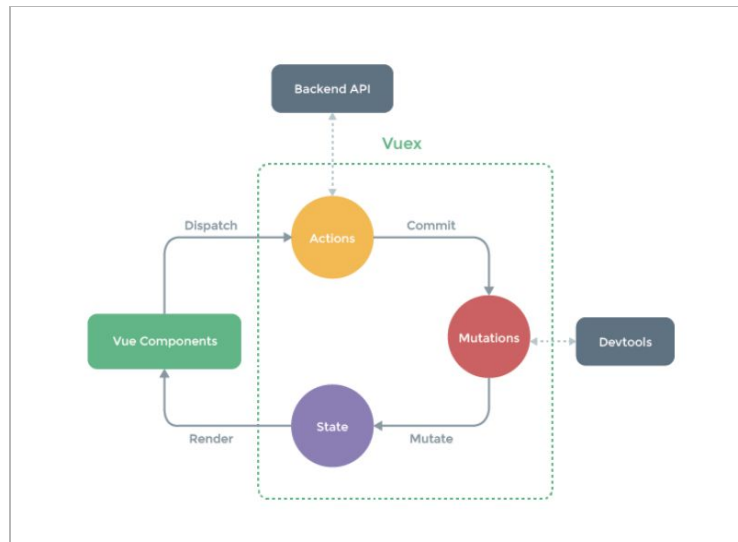 Backend API
Vuex
Dispatch
Actions
Commit
Vue Components
Mutations
Devtools
State
Render
Mutate